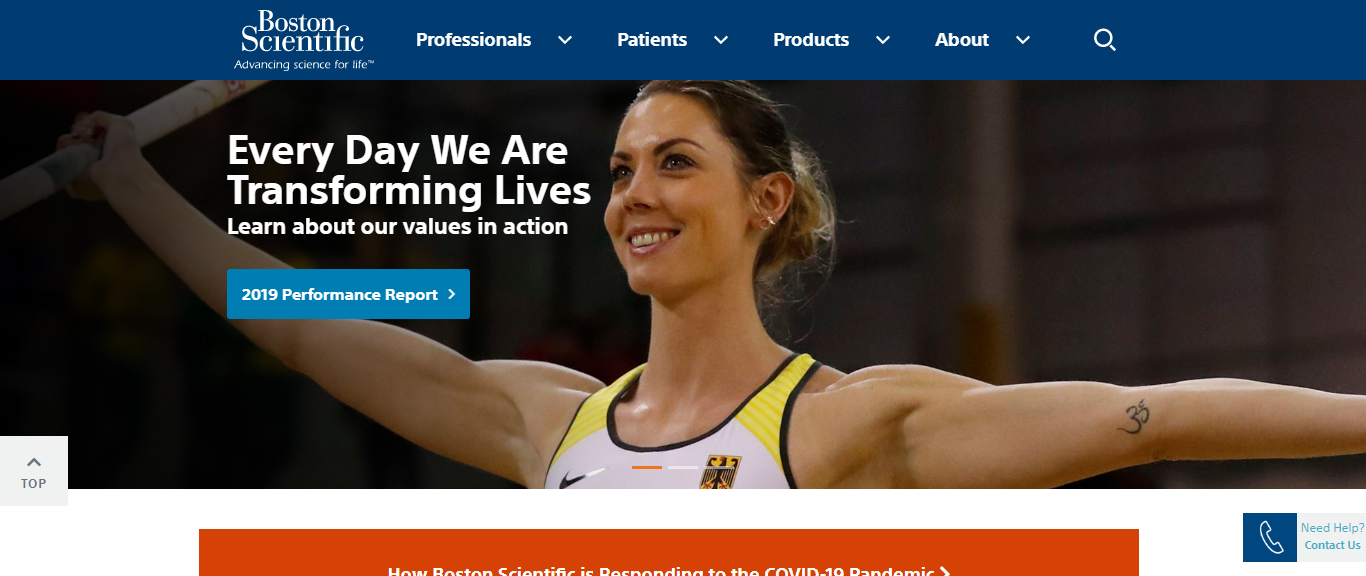 Boston
Scientific
Advancing science for life™
Professionals
Patients
Products
About
Every Day We Are
Transforming Lives
Learn about our values in action
2019 Performance Report
TOP
Need Help?
Contact Us
How Boston Scientific is Responding to the COVID-19 Pandemic